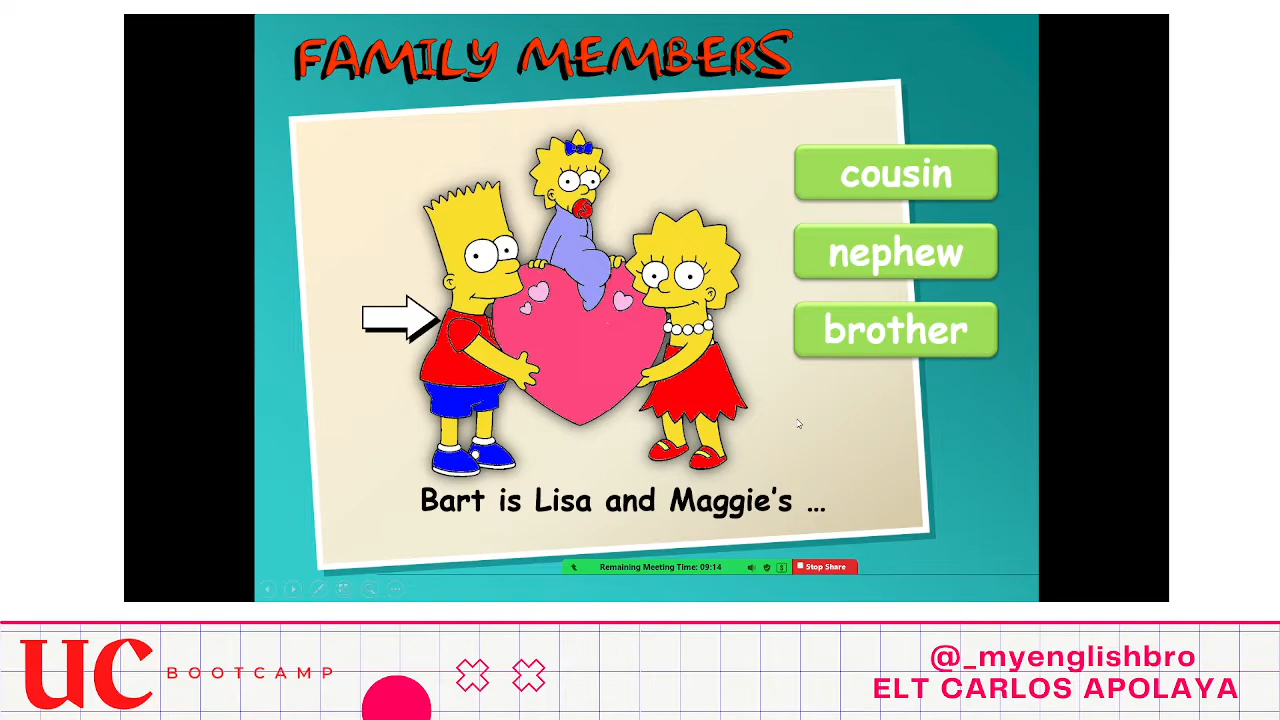 FAMILY MEMBERS
cousin
nephew
brother
Bart is Lisa and Maggie's ...
Remaining Meeting Time: 09:14
Stop Share
UC BOOTCAMP
@_myenglishbro
ELT CARLOS APOLAYA